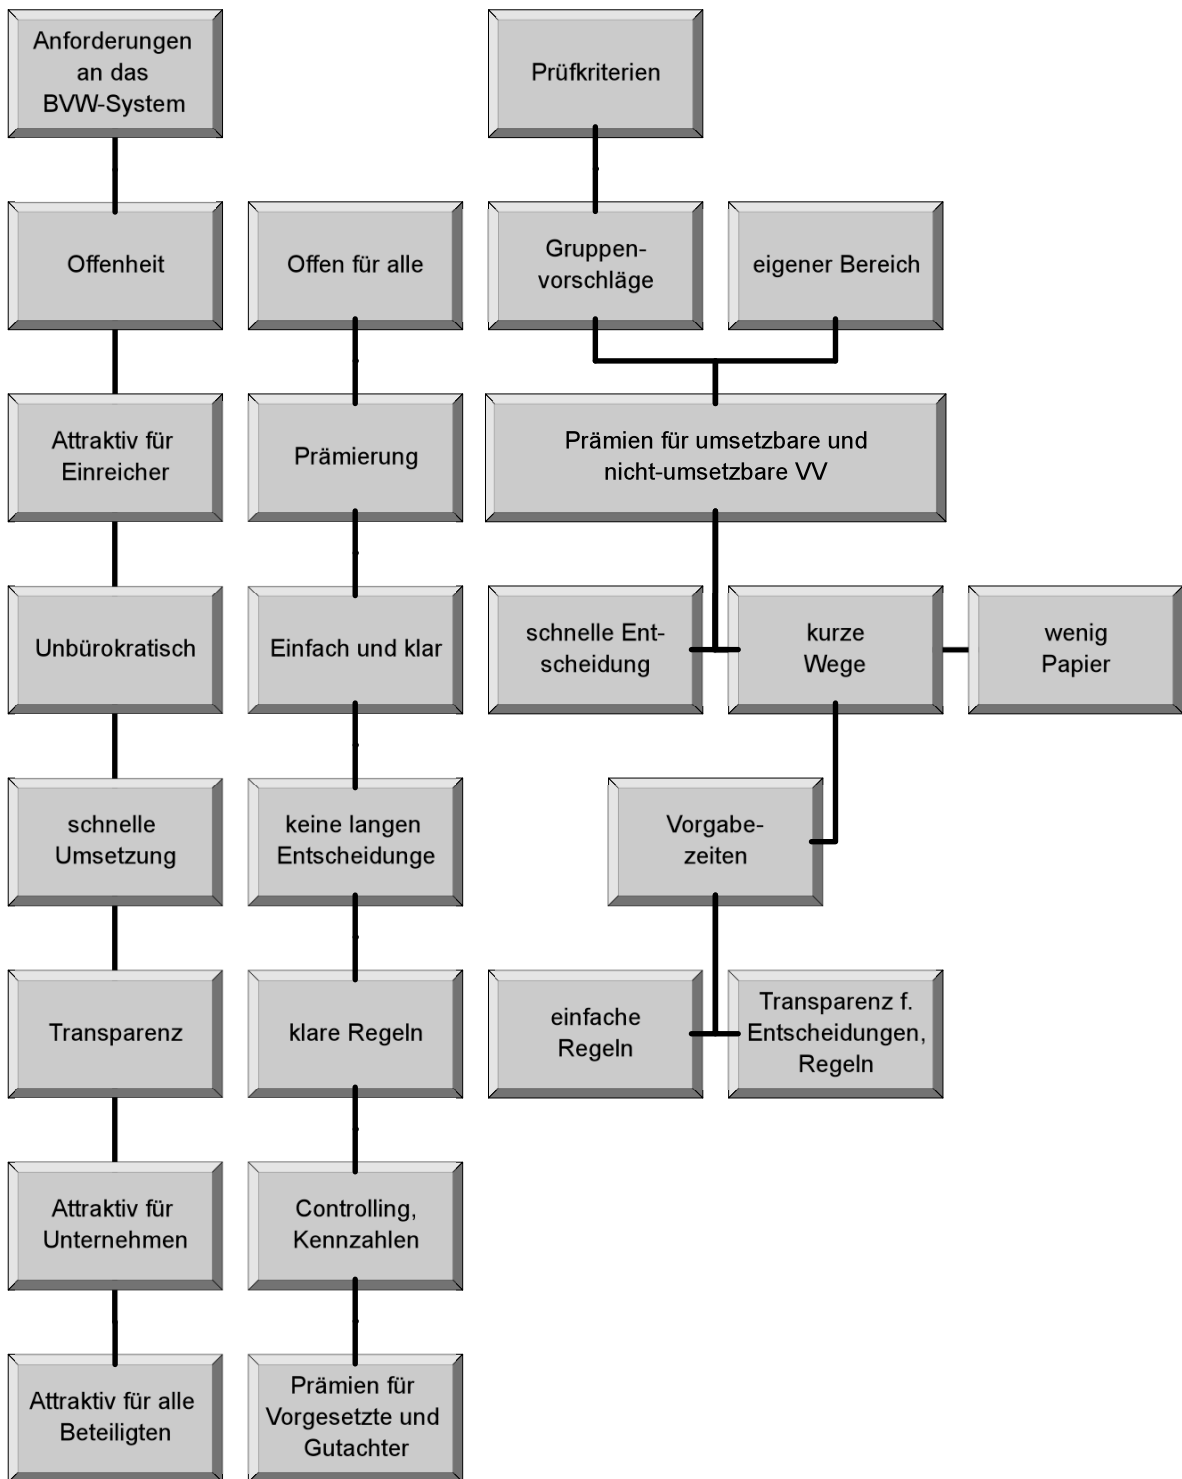 Anforderungen
an das
BVW-System
Prüfkriterien
Offenheit
Offen für alle
Gruppen-
vorschläge
eigener Bereich
Attraktiv für
Einreicher
Prämierung
Prämien für umsetzbare und
nicht-umsetzbare VV
Unbürokratisch
Einfach und klar
schnelle Ent-
scheidung
kurze
Wege
wenig
Papier
schnelle
Umsetzung
keine langen
Entscheidunge
Vorgabe-
zeiten
Transparenz
klare Regeln
einfache
Regeln
Transparenz f.
Entscheidungen,
Regeln
Attraktiv für
Unternehmen
Controlling,
Kennzahlen
Attraktiv für alle
Beteiligten
Prämien für
Vorgesetzte und
Gutachter